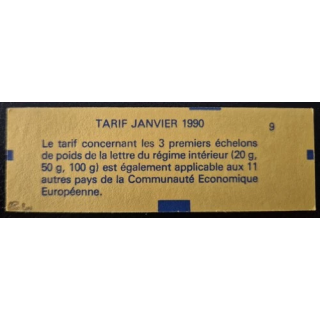 TARIF JANVIER 1990
9
Le tarif concernant les 3 premiers échelons
de poids de la lettre du régime intérieur (20 g,
50 g, 100 g) est également applicable aux 11
autres pays de la Communauté Economique
Européenne.